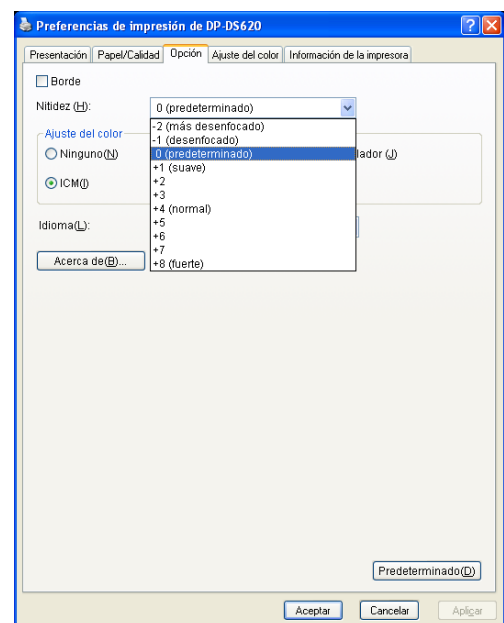 Preferencias de impresión de DP-DS620
Presentación Papel/Calidad Opción Ajuste del color Información de la impresora
Borde
Nitidez (H): 0 (predeterminado)
-2 (más desenfocado)
-1 (desenfocado)
0 (predeterminado)
+1 (suave)
+2
+3
+4 (normal)
+5
+6
+7
+8 (fuerte)
Ajuste del color
Ninguno(N) lador (J)
ICM(I)
Idioma(L):
Acerca de(B)...
Predeterminado(D)
Aceptar Cancelar Aplicar